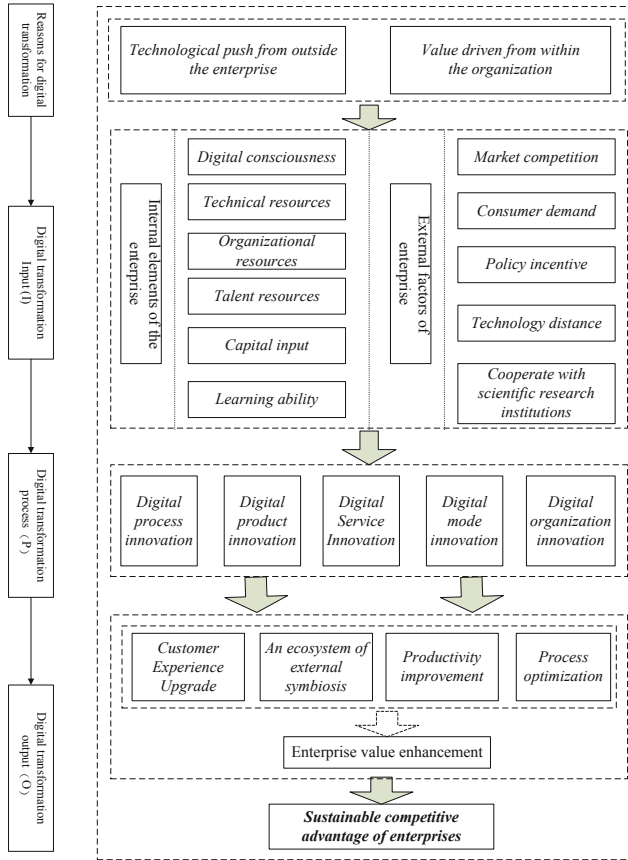 Reasons for digital
transformation
Technological push from outside
the enterprise
Value driven from within
the organization
Digital transformation
Input（I）
Internal elements of the
enterprise
Digital consciousness
Technical resources
Organizational
resources
Talent resources
Capital input
Learning ability
External factors of
enterprise
Market competition
Consumer demand
Policy incentive
Technology distance
Cooperate with
scientific research
institutions
Digital transformation
process（P）
Digital
process
innovation
Digital
product
innovation
Digital
Service
Innovation
Digital
mode
innovation
Digital
organization
innovation
Digital transformation
output（O）
Customer
Experience
Upgrade
An ecosystem of
external
symbiosis
Productivity
improvement
Process
optimization
Enterprise value enhancement
Sustainable competitive
advantage of enterprises